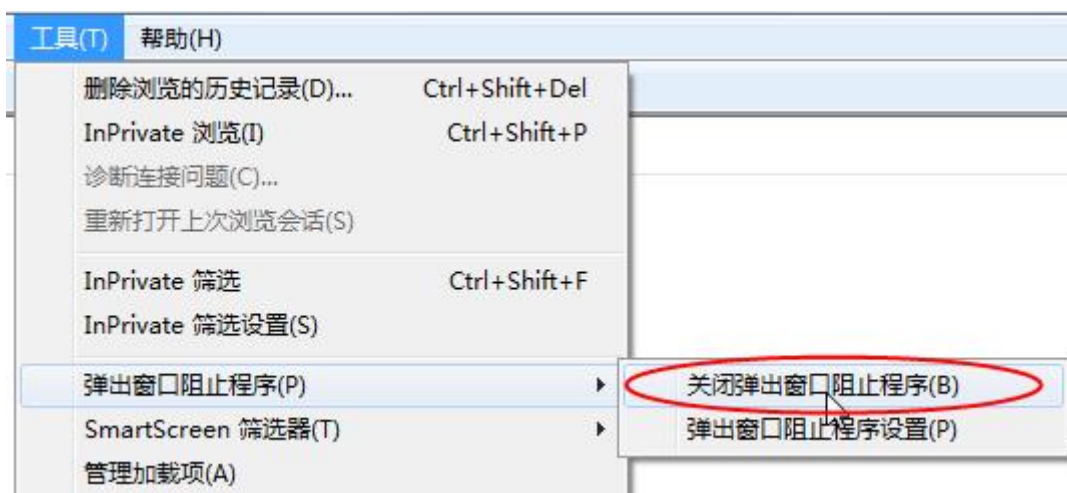 工具(T) 帮助(H)
删除浏览的历史记录(D)... Ctrl+Shift+Del
InPrivate 浏览(I) Ctrl+Shift+P
诊断连接问题(C)...
重新打开上次浏览会话(S)
InPrivate 筛选 Ctrl+Shift+F
InPrivate 筛选设置(S)
弹出窗口阻止程序(P) 关闭弹出窗口阻止程序(B)
SmartScreen 筛选器(T) 弹出窗口阻止程序设置(P)
管理加载项(A)